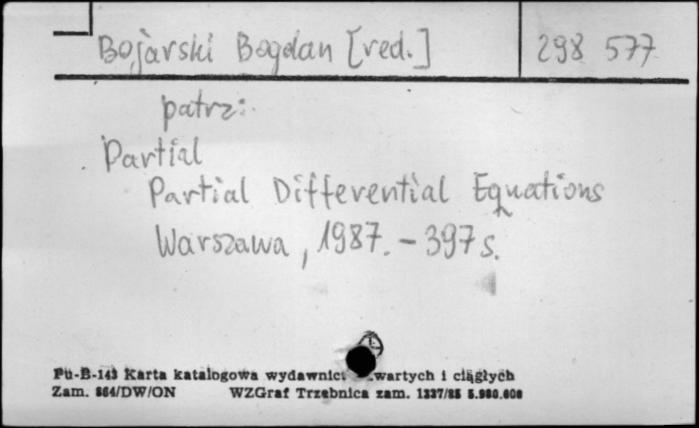 Bojarski Bogdan [red.] 298 577
patrz:
Partial
Partial Differential Equations
Warszawa, 1987. - 397 s.
Pu-B-143 Karta katalogowa wydawnict wartych i ciągłych
Zam. 864/DW/ON WZGraf Trzebnica zam. 1337/85 5.980.000